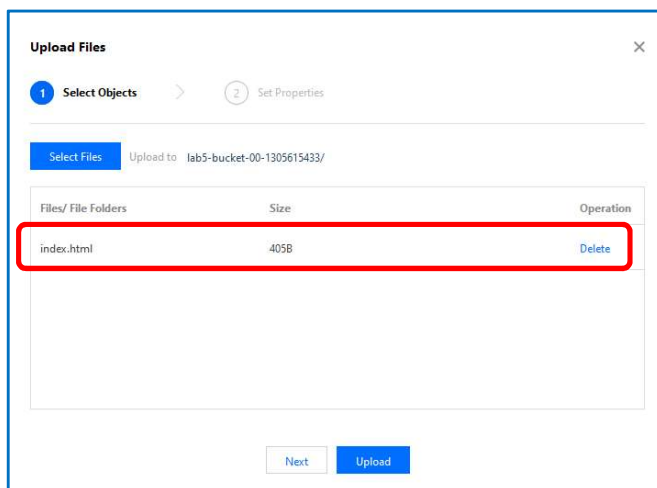 Upload Files
1 Select Objects 2 Set Properties
Select Files Upload to lab5-bucket-00-1305615433/
Files/ File Folders Size Operation
index.html 405B Delete
Next Upload